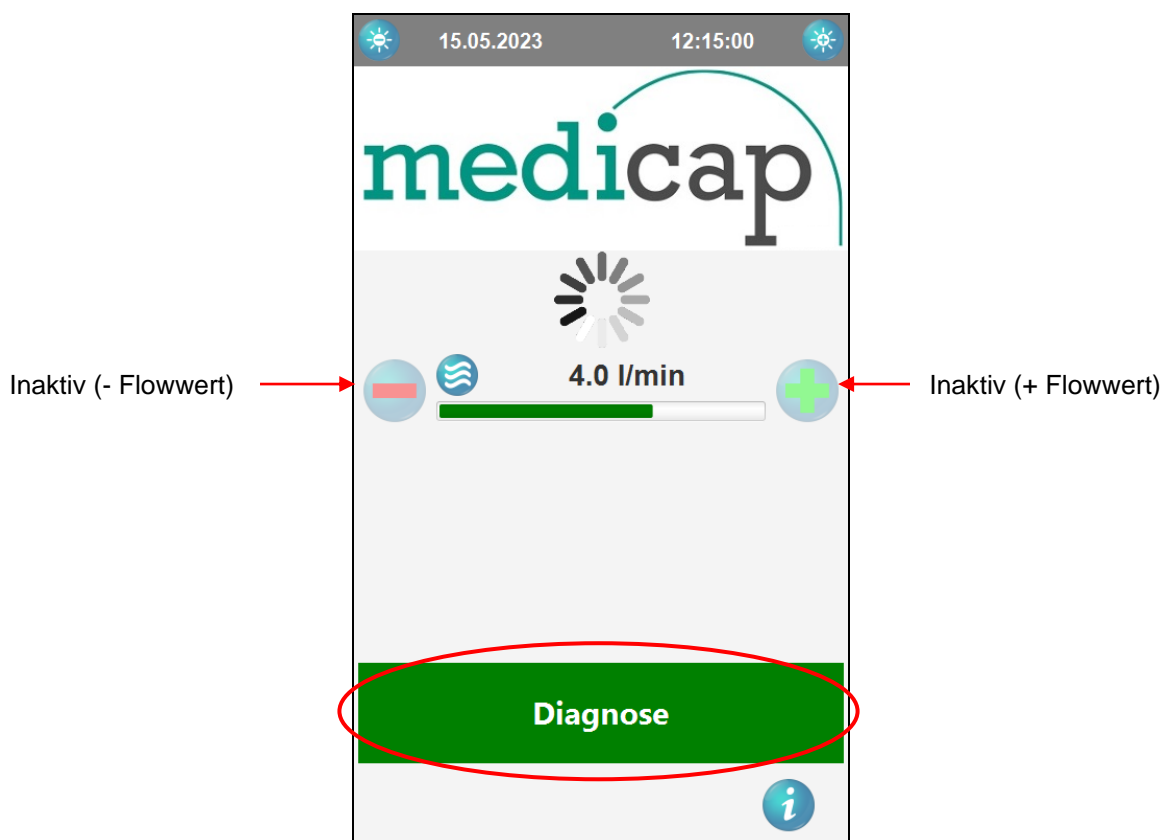 15.05.2023 12:15:00
medicap
4.0 l/min
Inaktiv (- Flowwert)
Inaktiv (+ Flowwert)
Diagnose
i